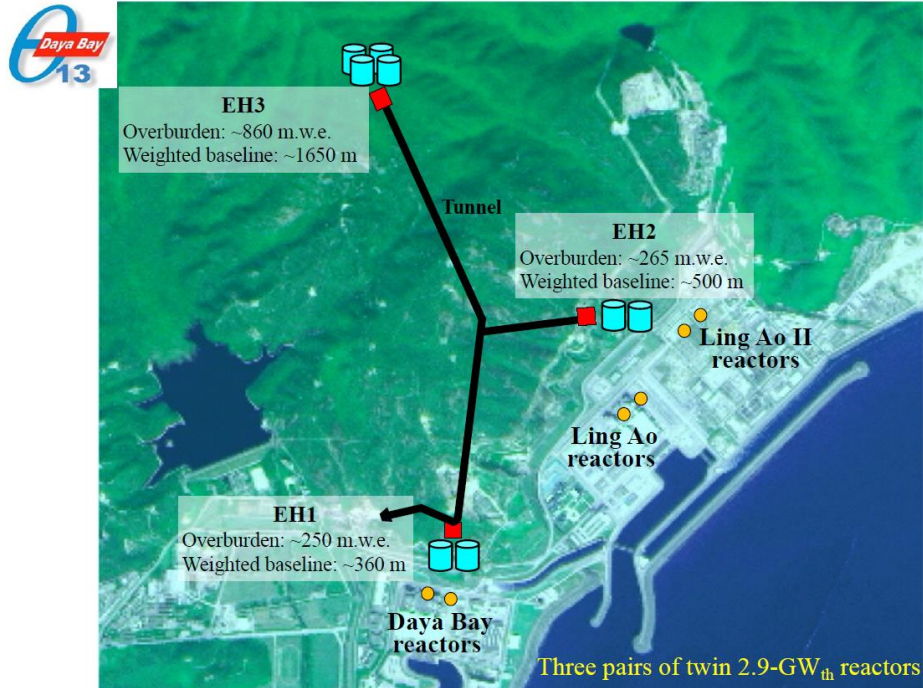 θ
Daya Bay
13
EH3
Overburden: ~860 m.w.e.
Weighted baseline: ~1650 m
Tunnel
EH2
Overburden: ~265 m.w.e.
Weighted baseline: ~500 m
Ling Ao II
reactors
Ling Ao
reactors
EH1
Overburden: ~250 m.w.e.
Weighted baseline: ~360 m
Daya Bay
reactors
Three pairs of twin 2.9-GWth reactors